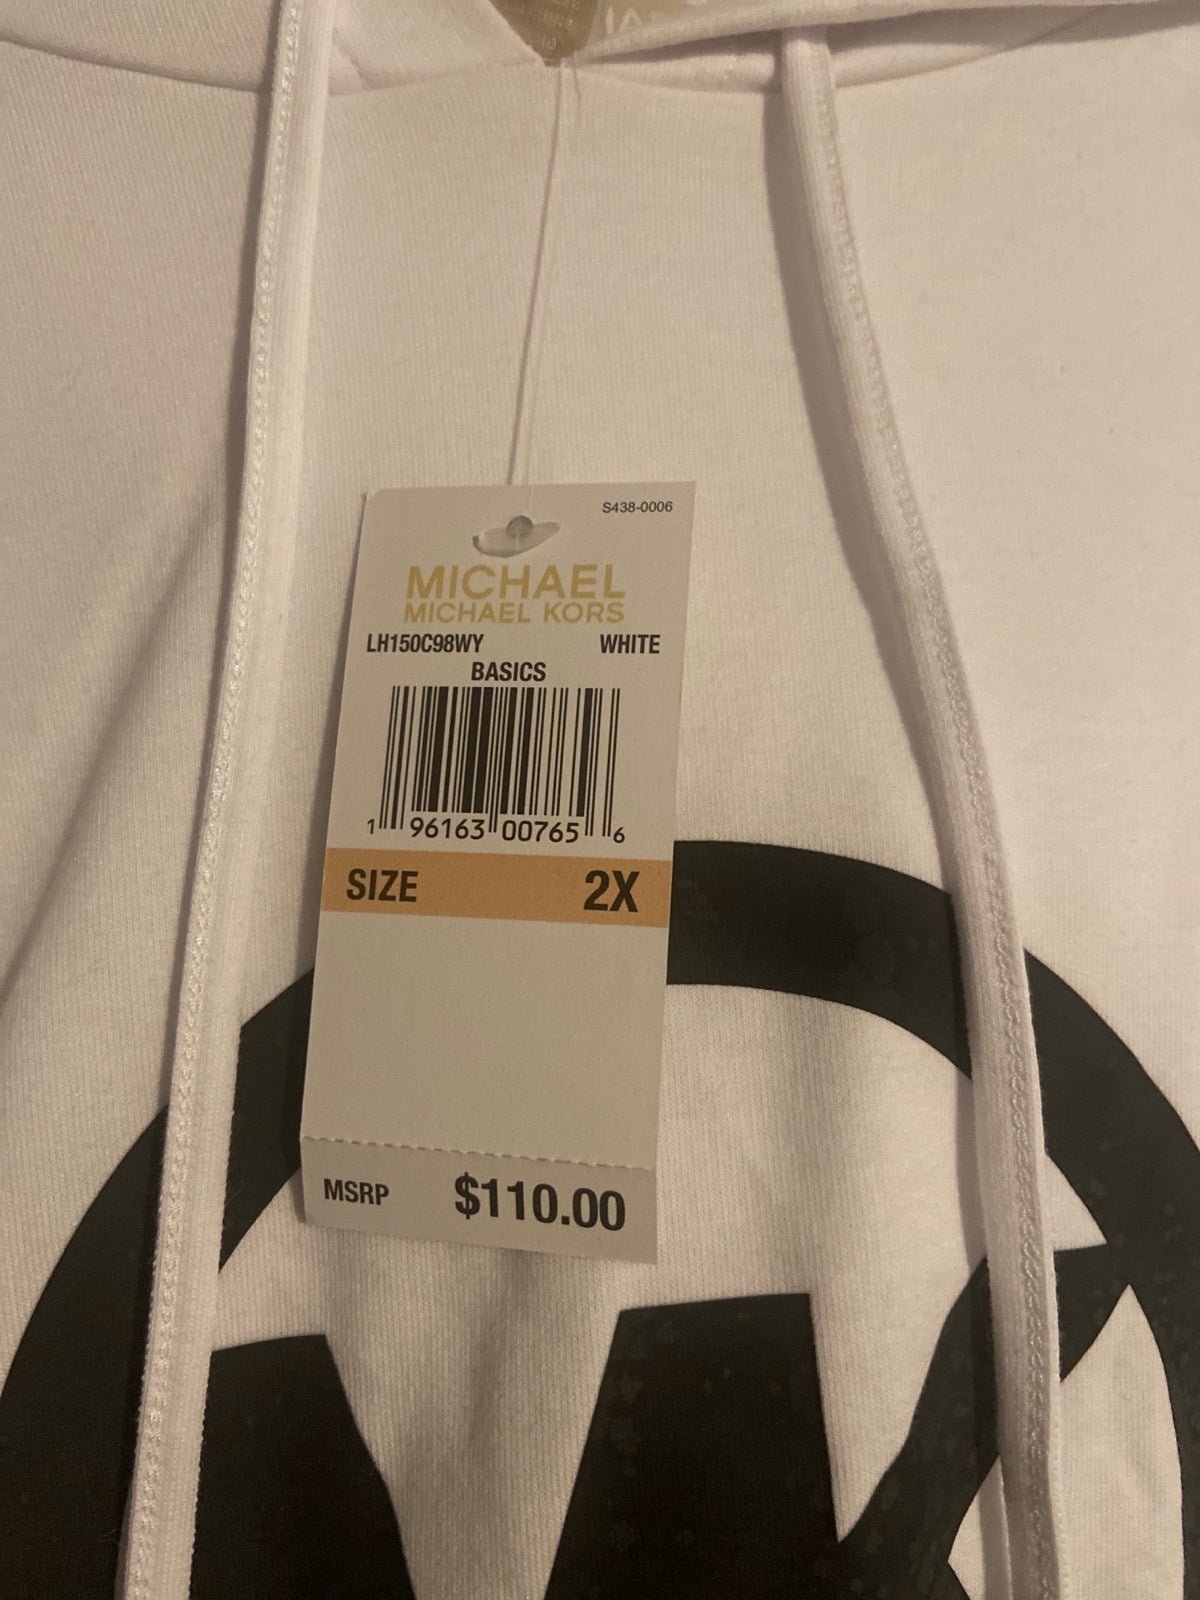 S438-0006
MICHAEL
MICHAEL KORS
LH150C98WY WHITE
BASICS
1 96163 00765 6
SIZE 2X
MSRP $110.00